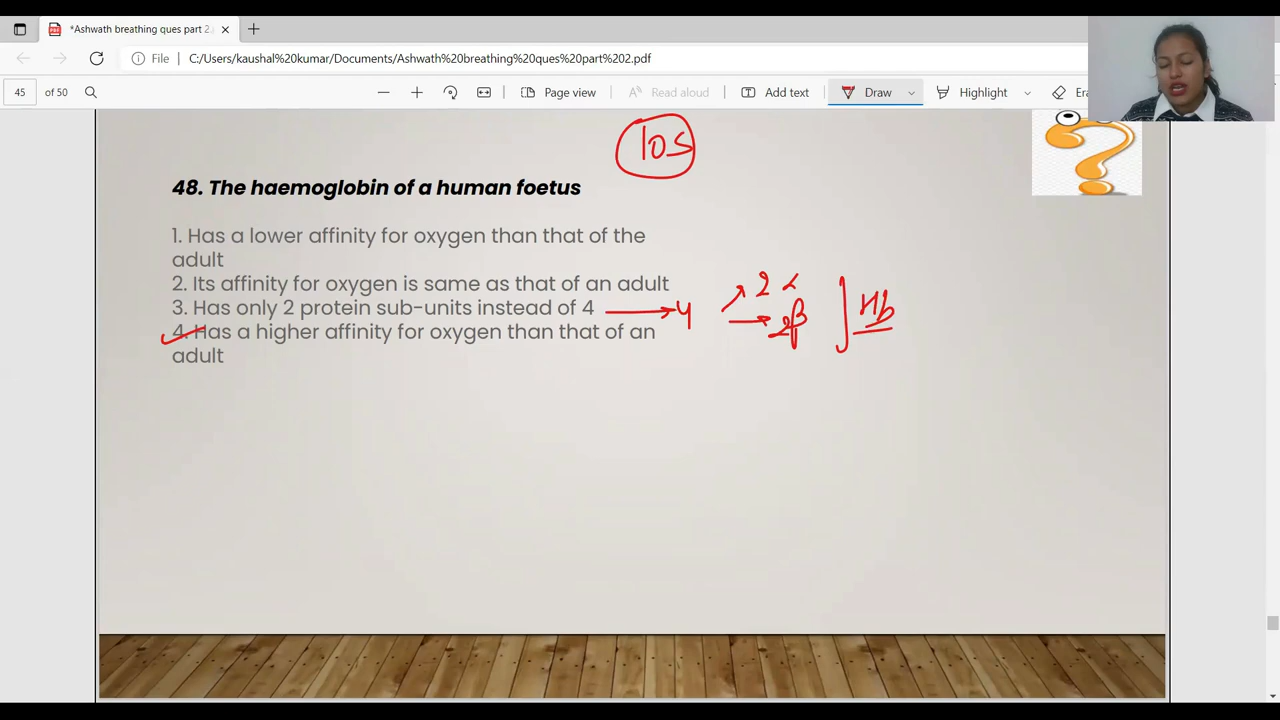 *Ashwath breathing ques part 2.
File C:/Users/kaushal%20kumar/Documents/Ashwath%20breathing%20ques%20part%202.pdf
45 of 50 Page view Read aloud Add text Draw Highlight Era
10s
48. The haemoglobin of a human foetus
1. Has a lower affinity for oxygen than that of the
adult
2. Its affinity for oxygen is same as that of an adult
3. Has only 2 protein sub-units instead of 4 → 4
2 α
2β
Hb
4. Has a higher affinity for oxygen than that of an
adult